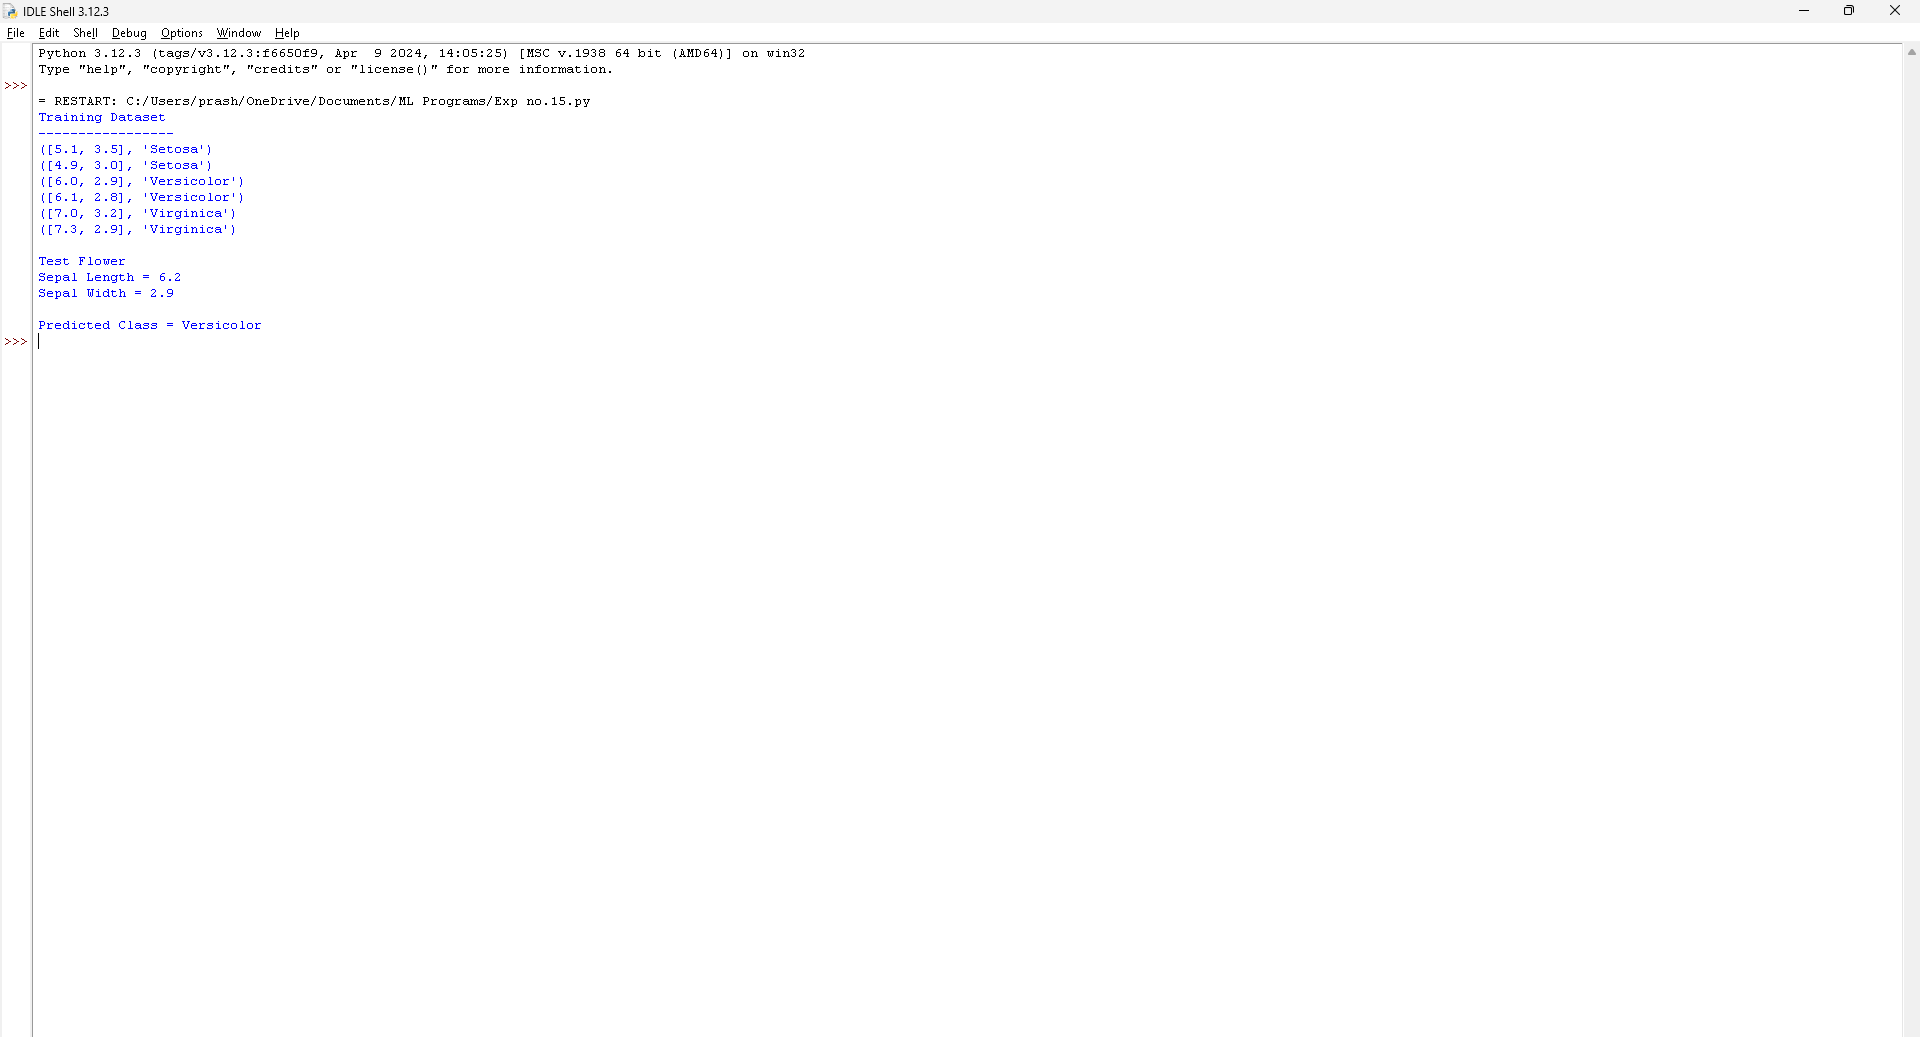 IDLE Shell 3.12.3
File Edit Shell Debug Options Window Help
Python 3.12.3 (tags/v3.12.3:f6650f9, Apr  9 2024, 14:05:25) [MSC v.1938 64 bit (AMD64)] on win32
Type "help", "copyright", "credits" or "license()" for more information.
>>>
= RESTART: C:/Users/prash/OneDrive/Documents/ML Programs/Exp no.15.py
Training Dataset
-----------------
([5.1, 3.5], 'Setosa')
([4.9, 3.0], 'Setosa')
([6.0, 2.9], 'Versicolor')
([6.1, 2.8], 'Versicolor')
([7.0, 3.2], 'Virginica')
([7.3, 2.9], 'Virginica')
Test Flower
Sepal Length = 6.2
Sepal Width = 2.9
Predicted Class = Versicolor
>>>